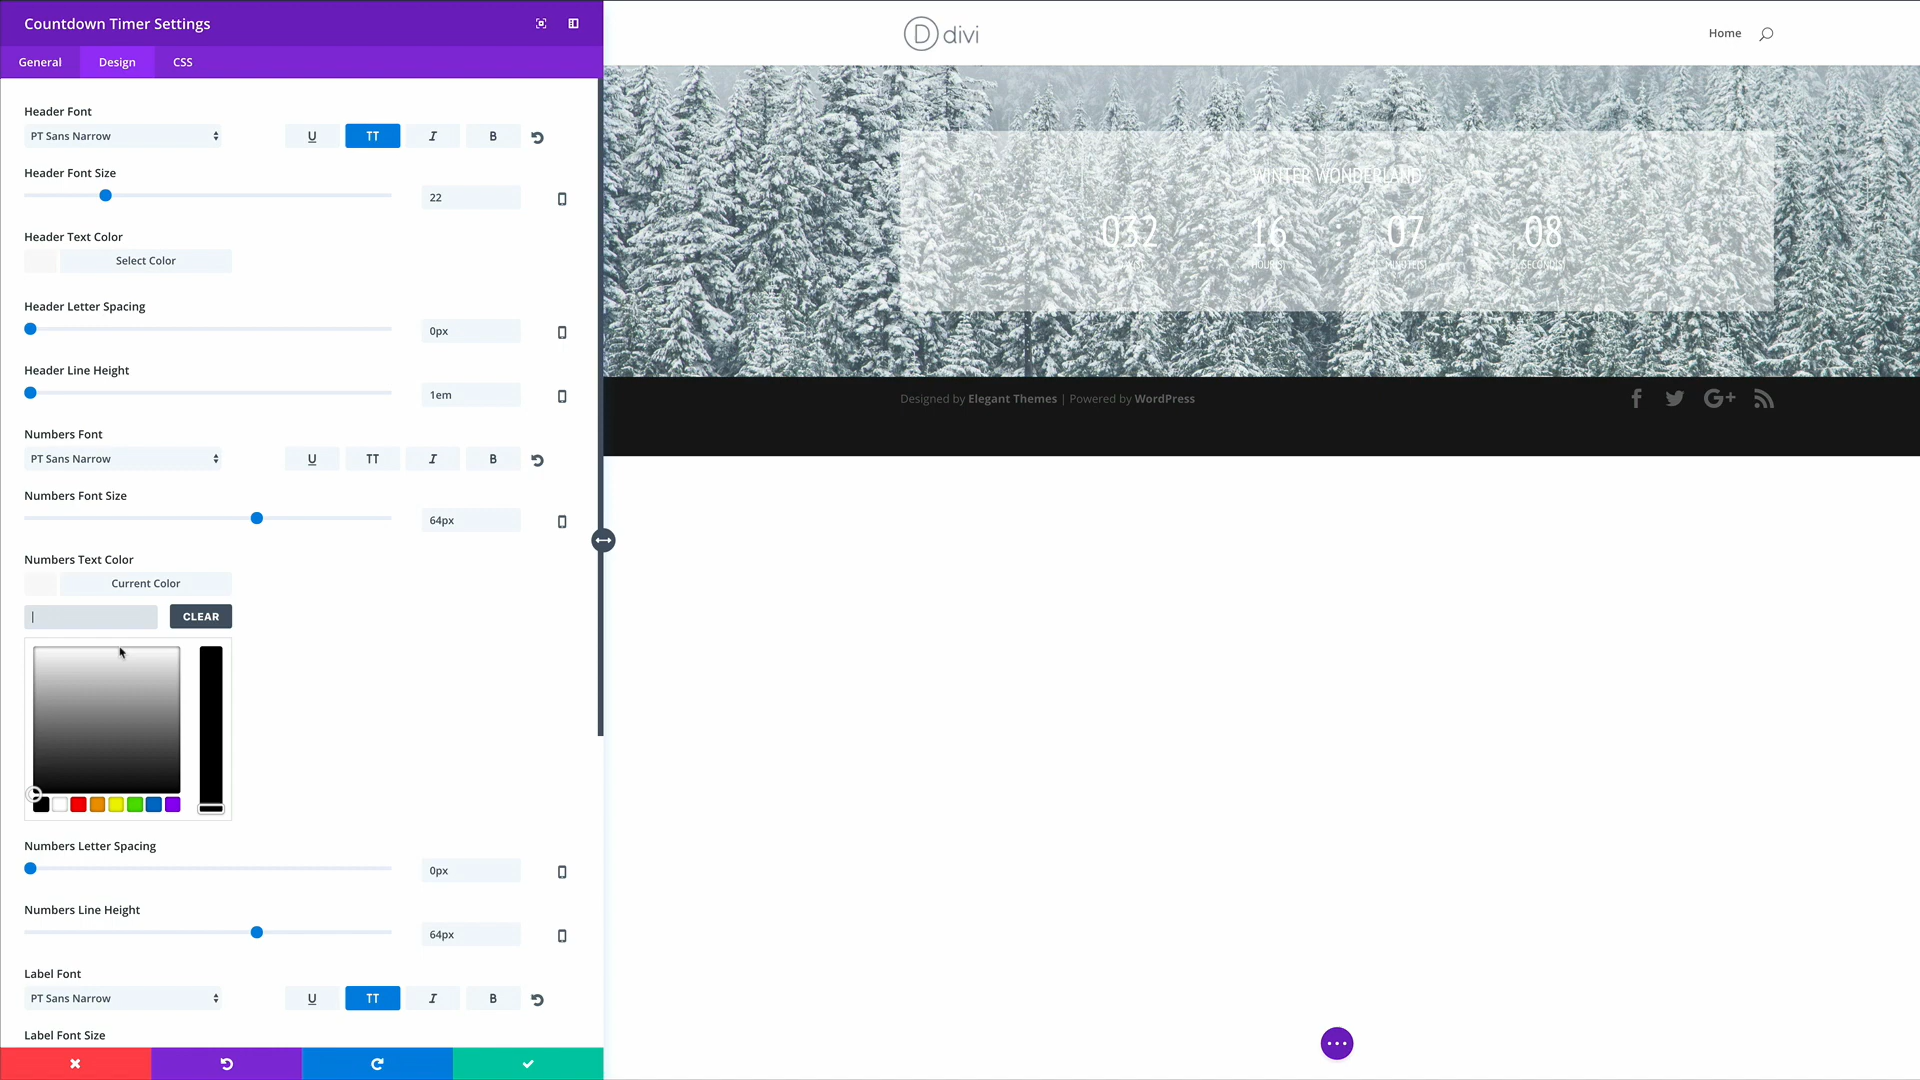 Countdown Timer Settings
General Design CSS
Header Font
PT Sans Narrow U TT I B
Header Font Size
22
Header Text Color
Select Color
Header Letter Spacing
0px
Header Line Height
1em
Numbers Font
PT Sans Narrow U TT I B
Numbers Font Size
64px
Numbers Text Color
Current Color
CLEAR
Numbers Letter Spacing
0px
Numbers Line Height
64px
Label Font
PT Sans Narrow U TT I B
Label Font Size
D divi
Home
WINTER WONDERLAND
032 : 16 : 07 : 08
HOUR(S) MINUTE(S) SECOND(S)
Designed by Elegant Themes | Powered by WordPress